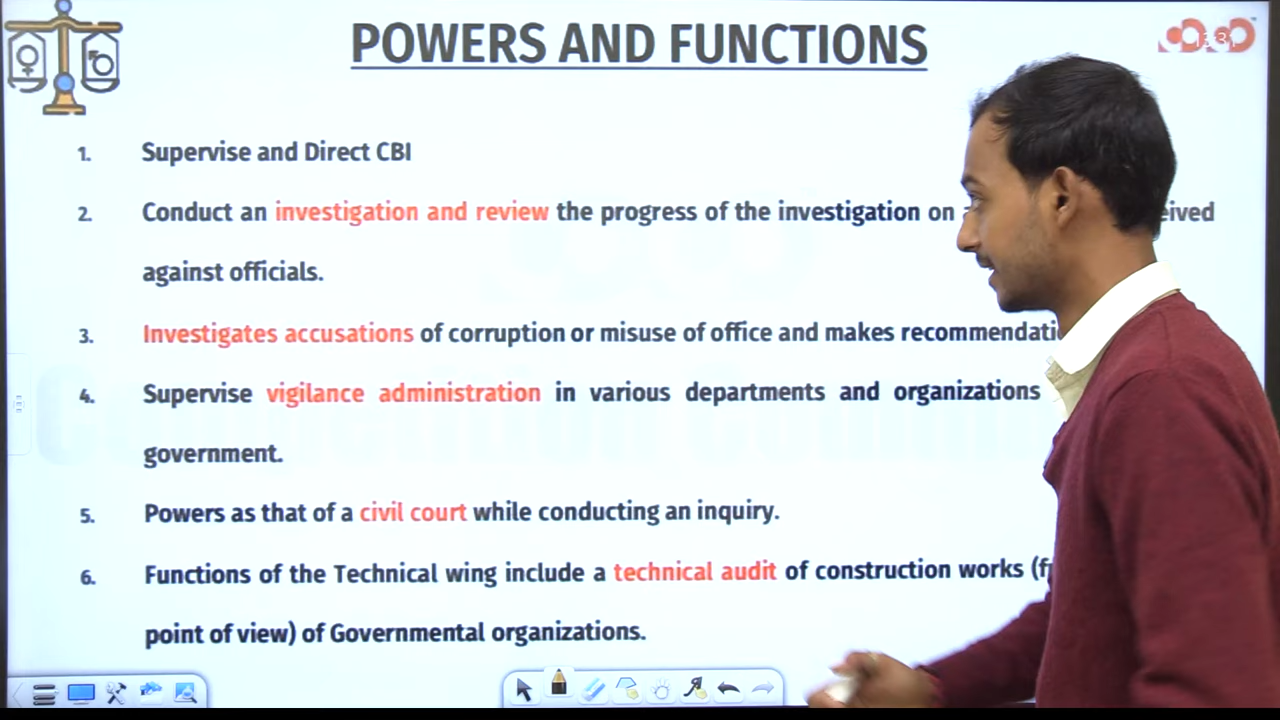 POWERS AND FUNCTIONS
13:31
1. Supervise and Direct CBI
2. Conduct an investigation and review the progress of the investigation on
against officials.
3. Investigates accusations of corruption or misuse of office and makes
4. Supervise vigilance administration in various departments and organizations
government.
5. Powers as that of a civil court while conducting an inquiry.
6. Functions of the Technical wing include a technical audit of construction works
point of view) of Governmental organizations.